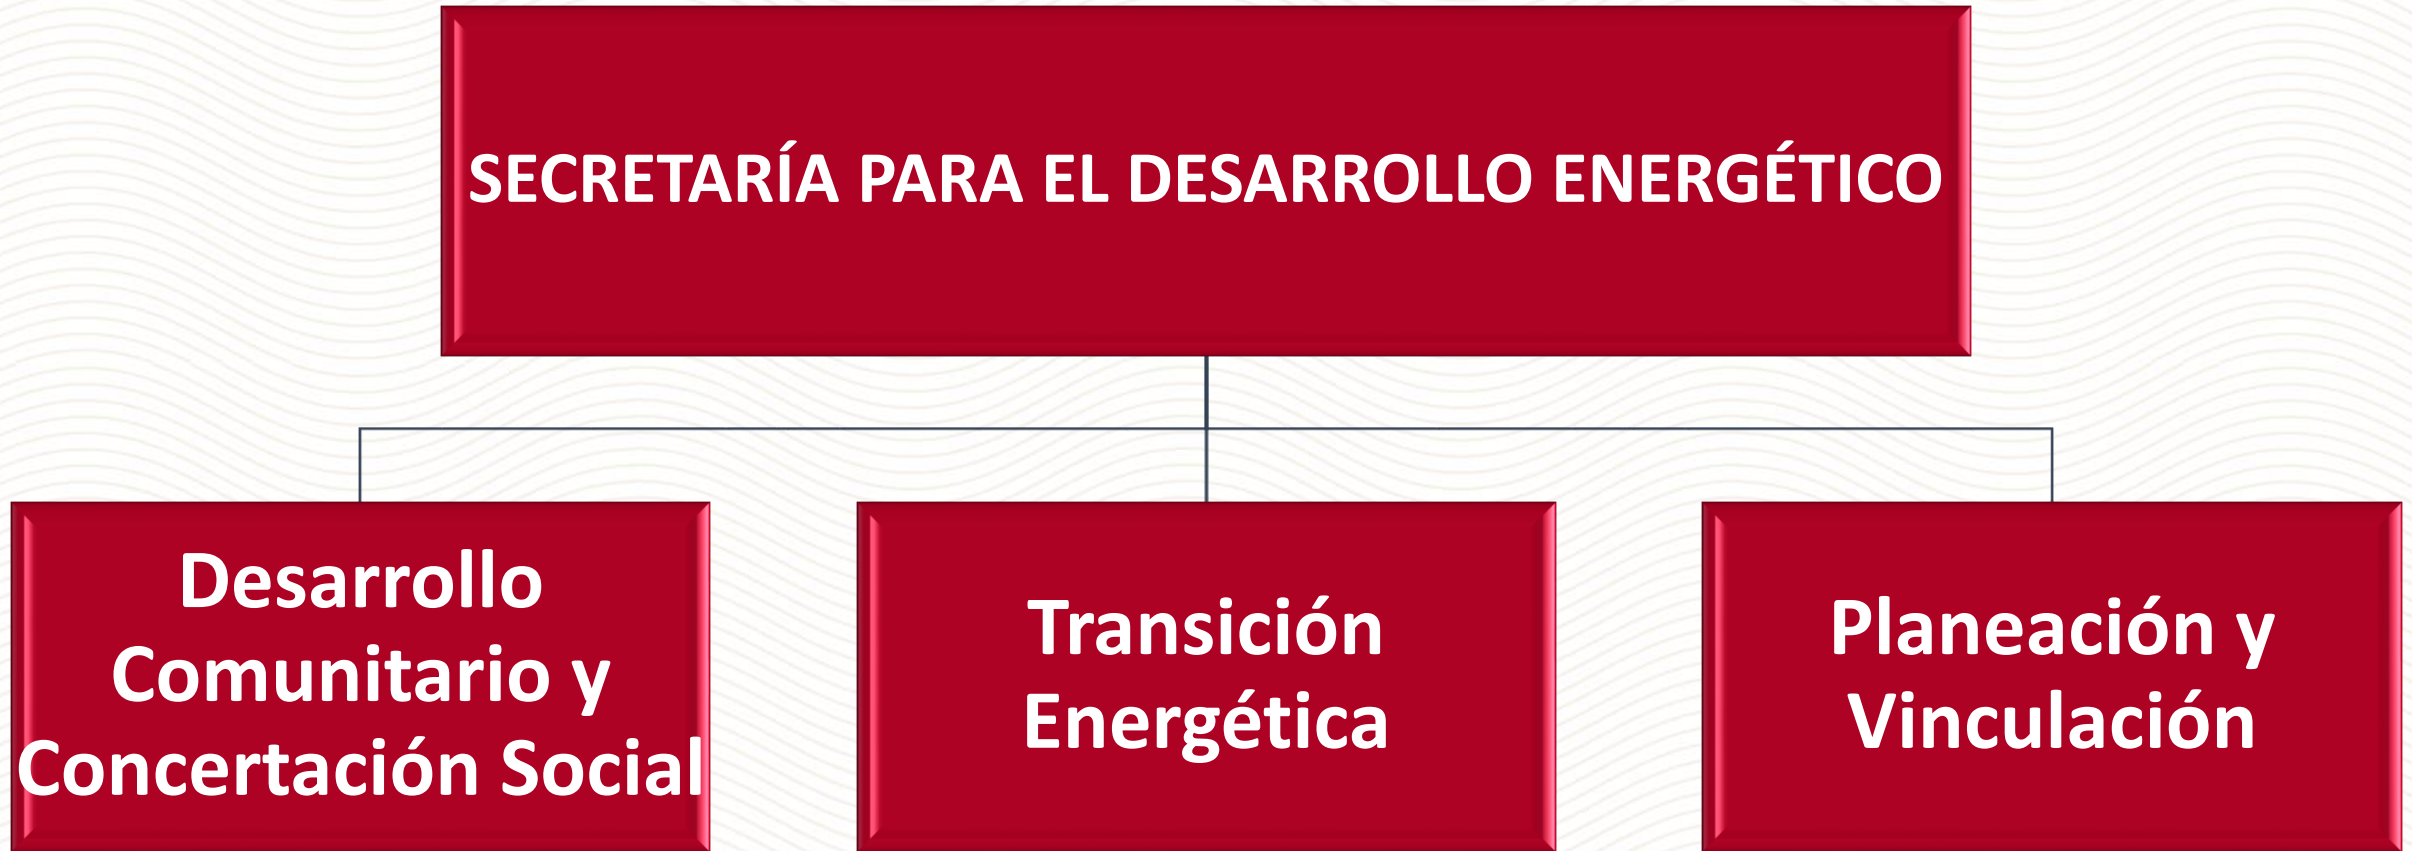 SECRETARÍA PARA EL DESARROLLO ENERGÉTICO
Desarrollo
Comunitario y
Concertación Social
Transición
Energética
Planeación y
Vinculación